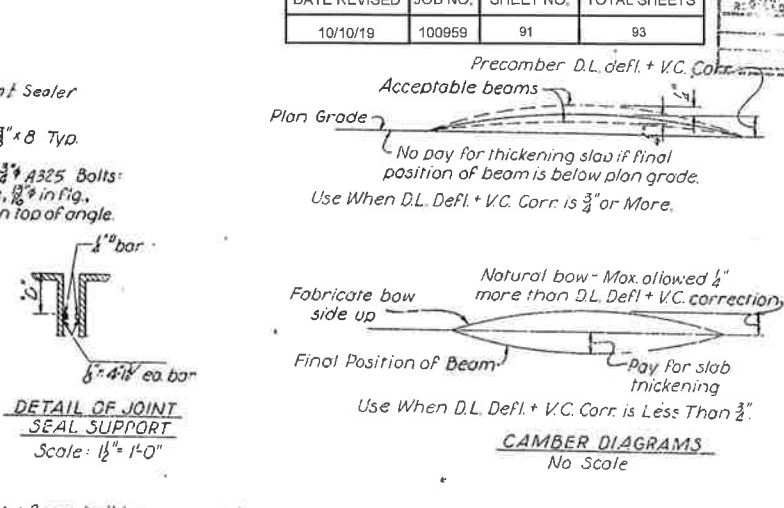 DATE REVISED JOB NO. SHEET NO. TOTAL SHEETS
10/10/19 100959 91 93
Precomber D.L. defl. + V.C. Corr.
Acceptable beams
Plan Grade
No pay for thickening slab if final
position of beam is below plan grade.
Use When D.L. Defl. + V.C. Corr. is 3/4" or More.
Sealer
" x 8 Typ.
A325 Bolts
in fig.,
n top of angle.
1/4"□ bar
"D"
ea. bar
DETAIL OF JOINT
SEAL SUPPORT
Scale: 1 1/2" = 1'-0"
Natural bow - Max. allowed 1/4"
more than D.L. Defl + V.C. correction
Fabricate bow
side up
Final Position of Beam
Pay for slab
thickening
Use When D.L. Defl. + V.C. Corr. is Less Than 3/4".
CAMBER DIAGRAMS
No Scale